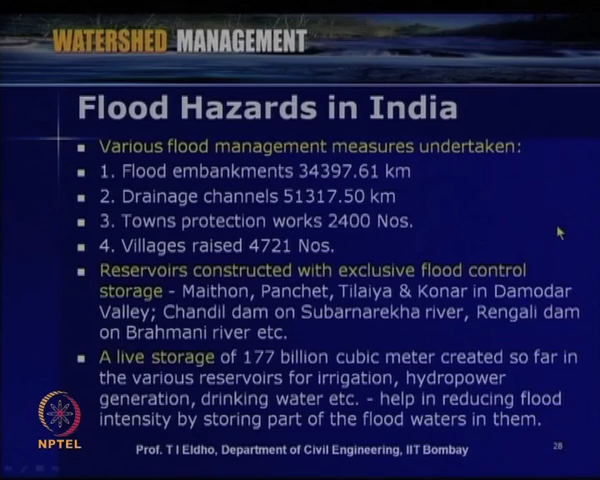 WATERSHED MANAGEMENT
Flood Hazards in India
Various flood management measures undertaken:
1. Flood embankments 34397.61 km
2. Drainage channels 51317.50 km
3. Towns protection works 2400 Nos.
4. Villages raised 4721 Nos.
Reservoirs constructed with exclusive flood control
storage - Maithon, Panchet, Tilaiya & Konar in Damodar
Valley; Chandil dam on Subarnarekha river, Rengali dam
on Brahmani river etc.
A live storage of 177 billion cubic meter created so far in
the various reservoirs for irrigation, hydropower
generation, drinking water etc. - help in reducing flood
intensity by storing part of the flood waters in them.
NPTEL
Prof. T I Eldho, Department of Civil Engineering, IIT Bombay
28